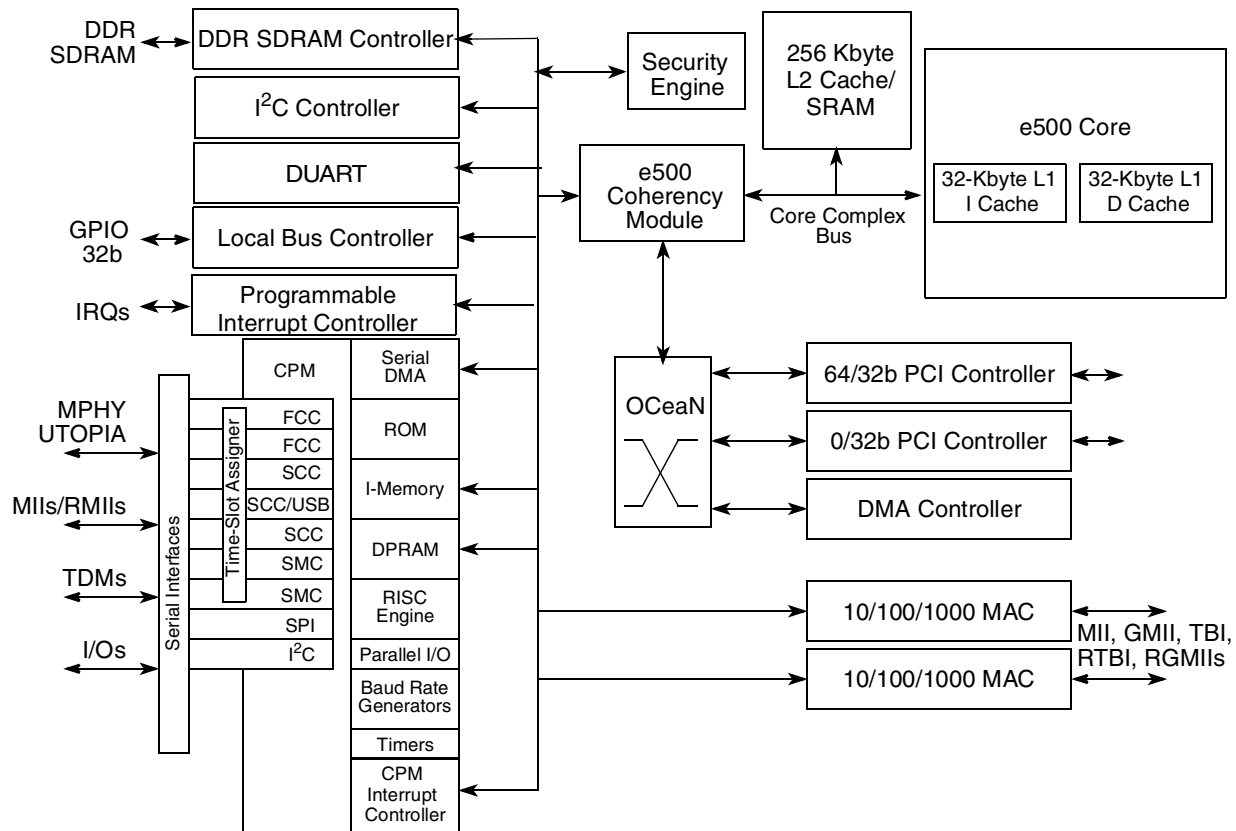 DDR
SDRAM
DDR SDRAM Controller
I²C Controller
DUART
GPIO
32b
Local Bus Controller
IRQs
Programmable
Interrupt Controller
Security
Engine
256 Kbyte
L2 Cache/
SRAM
e500 Core
32-Kbyte L1
I Cache
32-Kbyte L1
D Cache
e500
Coherency
Module
Core Complex
Bus
CPM
Serial
DMA
ROM
I-Memory
DPRAM
RISC
Engine
Parallel I/O
Baud Rate
Generators
Timers
CPM
Interrupt
Controller
MPHY
UTOPIA
MIIs/RMIIs
TDMs
I/Os
Serial Interfaces
Time-Slot Assigner
FCC
FCC
SCC
SCC/USB
SCC
SMC
SMC
SPI
I²C
OCeaN
64/32b PCI Controller
0/32b PCI Controller
DMA Controller
10/100/1000 MAC
10/100/1000 MAC
MII, GMII, TBI,
RTBI, RGMIIs